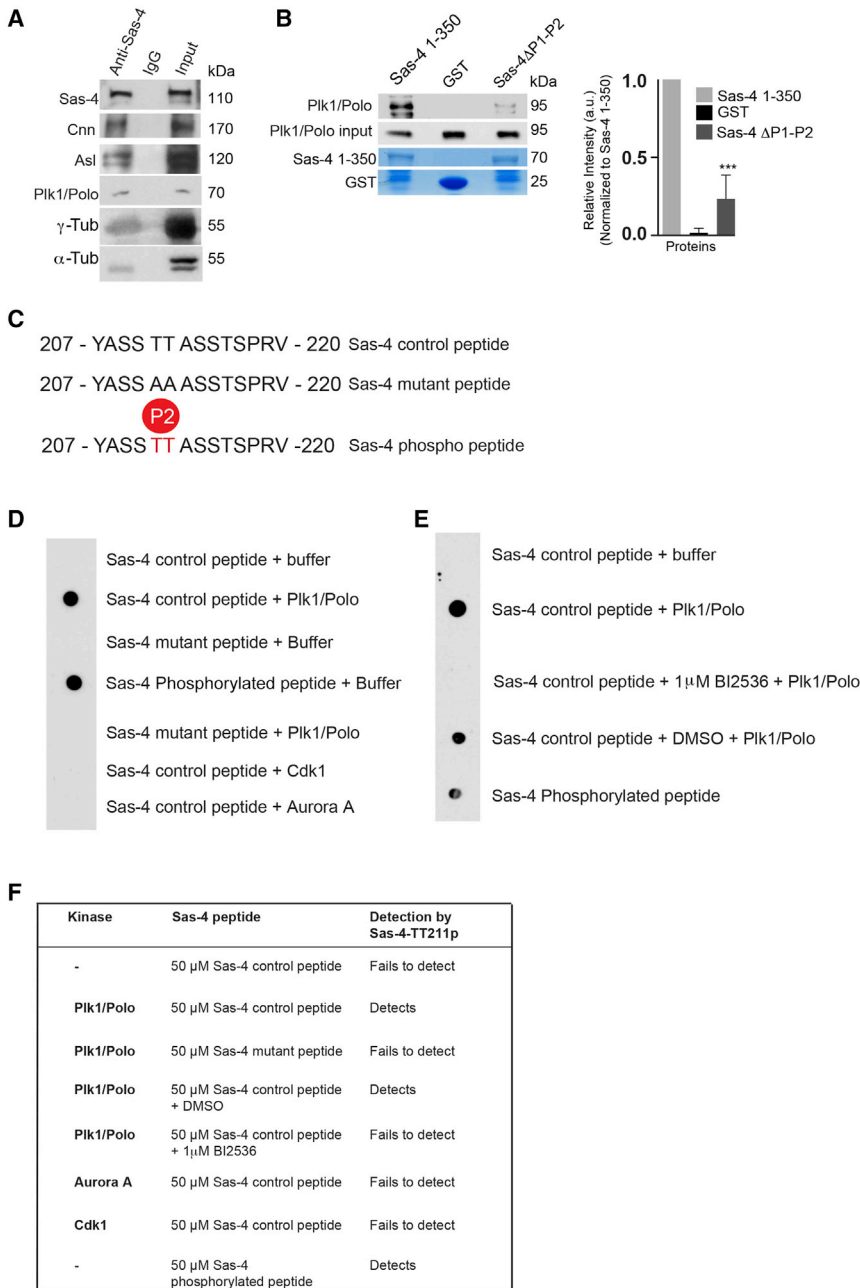 A
Anti-Sas-4
IgG
Input
kDa
Sas-4 110
Cnn 170
Asl 120
Plk1/Polo 70
γ-Tub 55
α-Tub 55
B
Sas-4 1-350
GST
Sas-4ΔP1-P2
kDa
Plk1/Polo 95
Plk1/Polo input 95
Sas-4 1-350 70
GST 25
Relative Intensity (a.u.)
(Normalized to Sas-4 1-350)
1.0
0.5
0.0
***
Proteins
Sas-4 1-350
GST
Sas-4 ΔP1-P2
C
207 - YASS TT ASSTSPRV - 220 Sas-4 control peptide
207 - YASS AA ASSTSPRV - 220 Sas-4 mutant peptide
P2
207 - YASS TT ASSTSPRV -220 Sas-4 phospho peptide
D
Sas-4 control peptide + buffer
Sas-4 control peptide + Plk1/Polo
Sas-4 mutant peptide + Buffer
Sas-4 Phosphorylated peptide + Buffer
Sas-4 mutant peptide + Plk1/Polo
Sas-4 control peptide + Cdk1
Sas-4 control peptide + Aurora A
E
Sas-4 control peptide + buffer
Sas-4 control peptide + Plk1/Polo
Sas-4 control peptide + 1μM BI2536 + Plk1/Polo
Sas-4 control peptide + DMSO + Plk1/Polo
Sas-4 Phosphorylated peptide
F
Kinase Sas-4 peptide Detection by
Sas-4-TT211p
- 50 μM Sas-4 control peptide Fails to detect
Plk1/Polo 50 μM Sas-4 control peptide Detects
Plk1/Polo 50 μM Sas-4 mutant peptide Fails to detect
Plk1/Polo 50 μM Sas-4 control peptide Detects
+ DMSO
Plk1/Polo 50 μM Sas-4 control peptide Fails to detect
+ 1μM BI2536
Aurora A 50 μM Sas-4 control peptide Fails to detect
Cdk1 50 μM Sas-4 control peptide Fails to detect
- 50 μM Sas-4 Detects
phosphorylated peptide